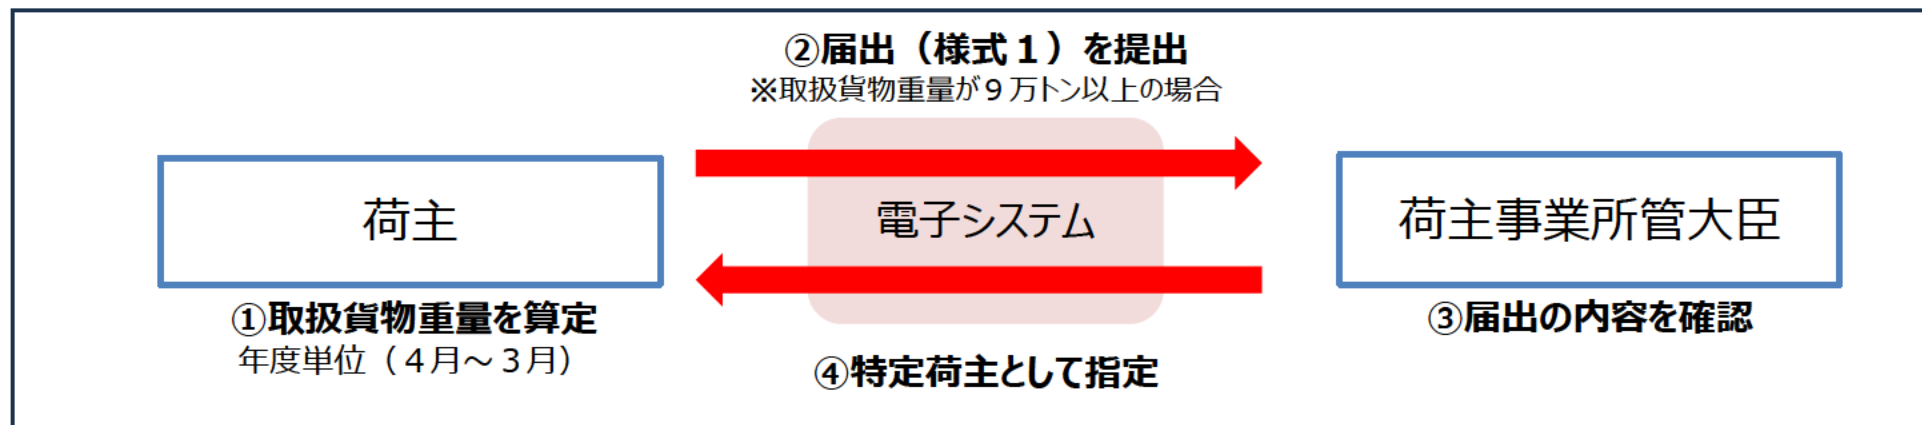 ②届出（様式１）を提出
※取扱貨物重量が９万トン以上の場合
荷主
電子システム
荷主事業所管大臣
①取扱貨物重量を算定
年度単位（４月～３月）
③届出の内容を確認
④特定荷主として指定